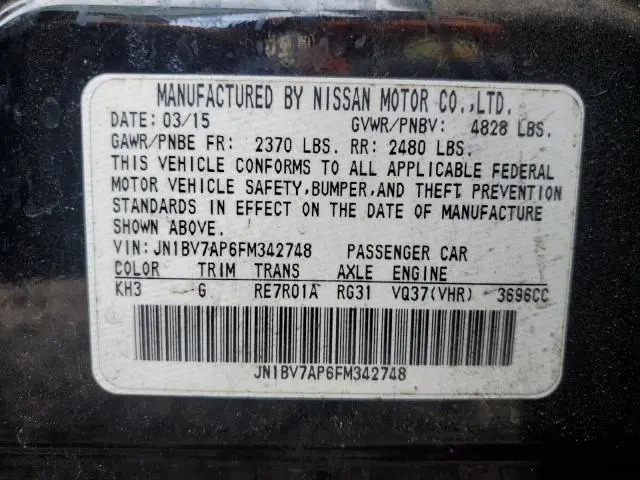 MANUFACTURED BY NISSAN MOTOR CO.,LTD.
DATE: 03/15 GVWR/PNBV: 4828 LBS.
GAWR/PNBE FR: 2370 LBS. RR: 2480 LBS.
THIS VEHICLE CONFORMS TO ALL APPLICABLE FEDERAL
MOTOR VEHICLE SAFETY,BUMPER,AND THEFT PREVENTION
STANDARDS IN EFFECT ON THE DATE OF MANUFACTURE
SHOWN ABOVE.
VIN:JN1BV7AP6FM342748 PASSENGER CAR
COLOR TRIM TRANS AXLE ENGINE
KH3 G RE7R01A RG31 VQ37(VHR) 3696CC
JN1BV7AP6FM342748